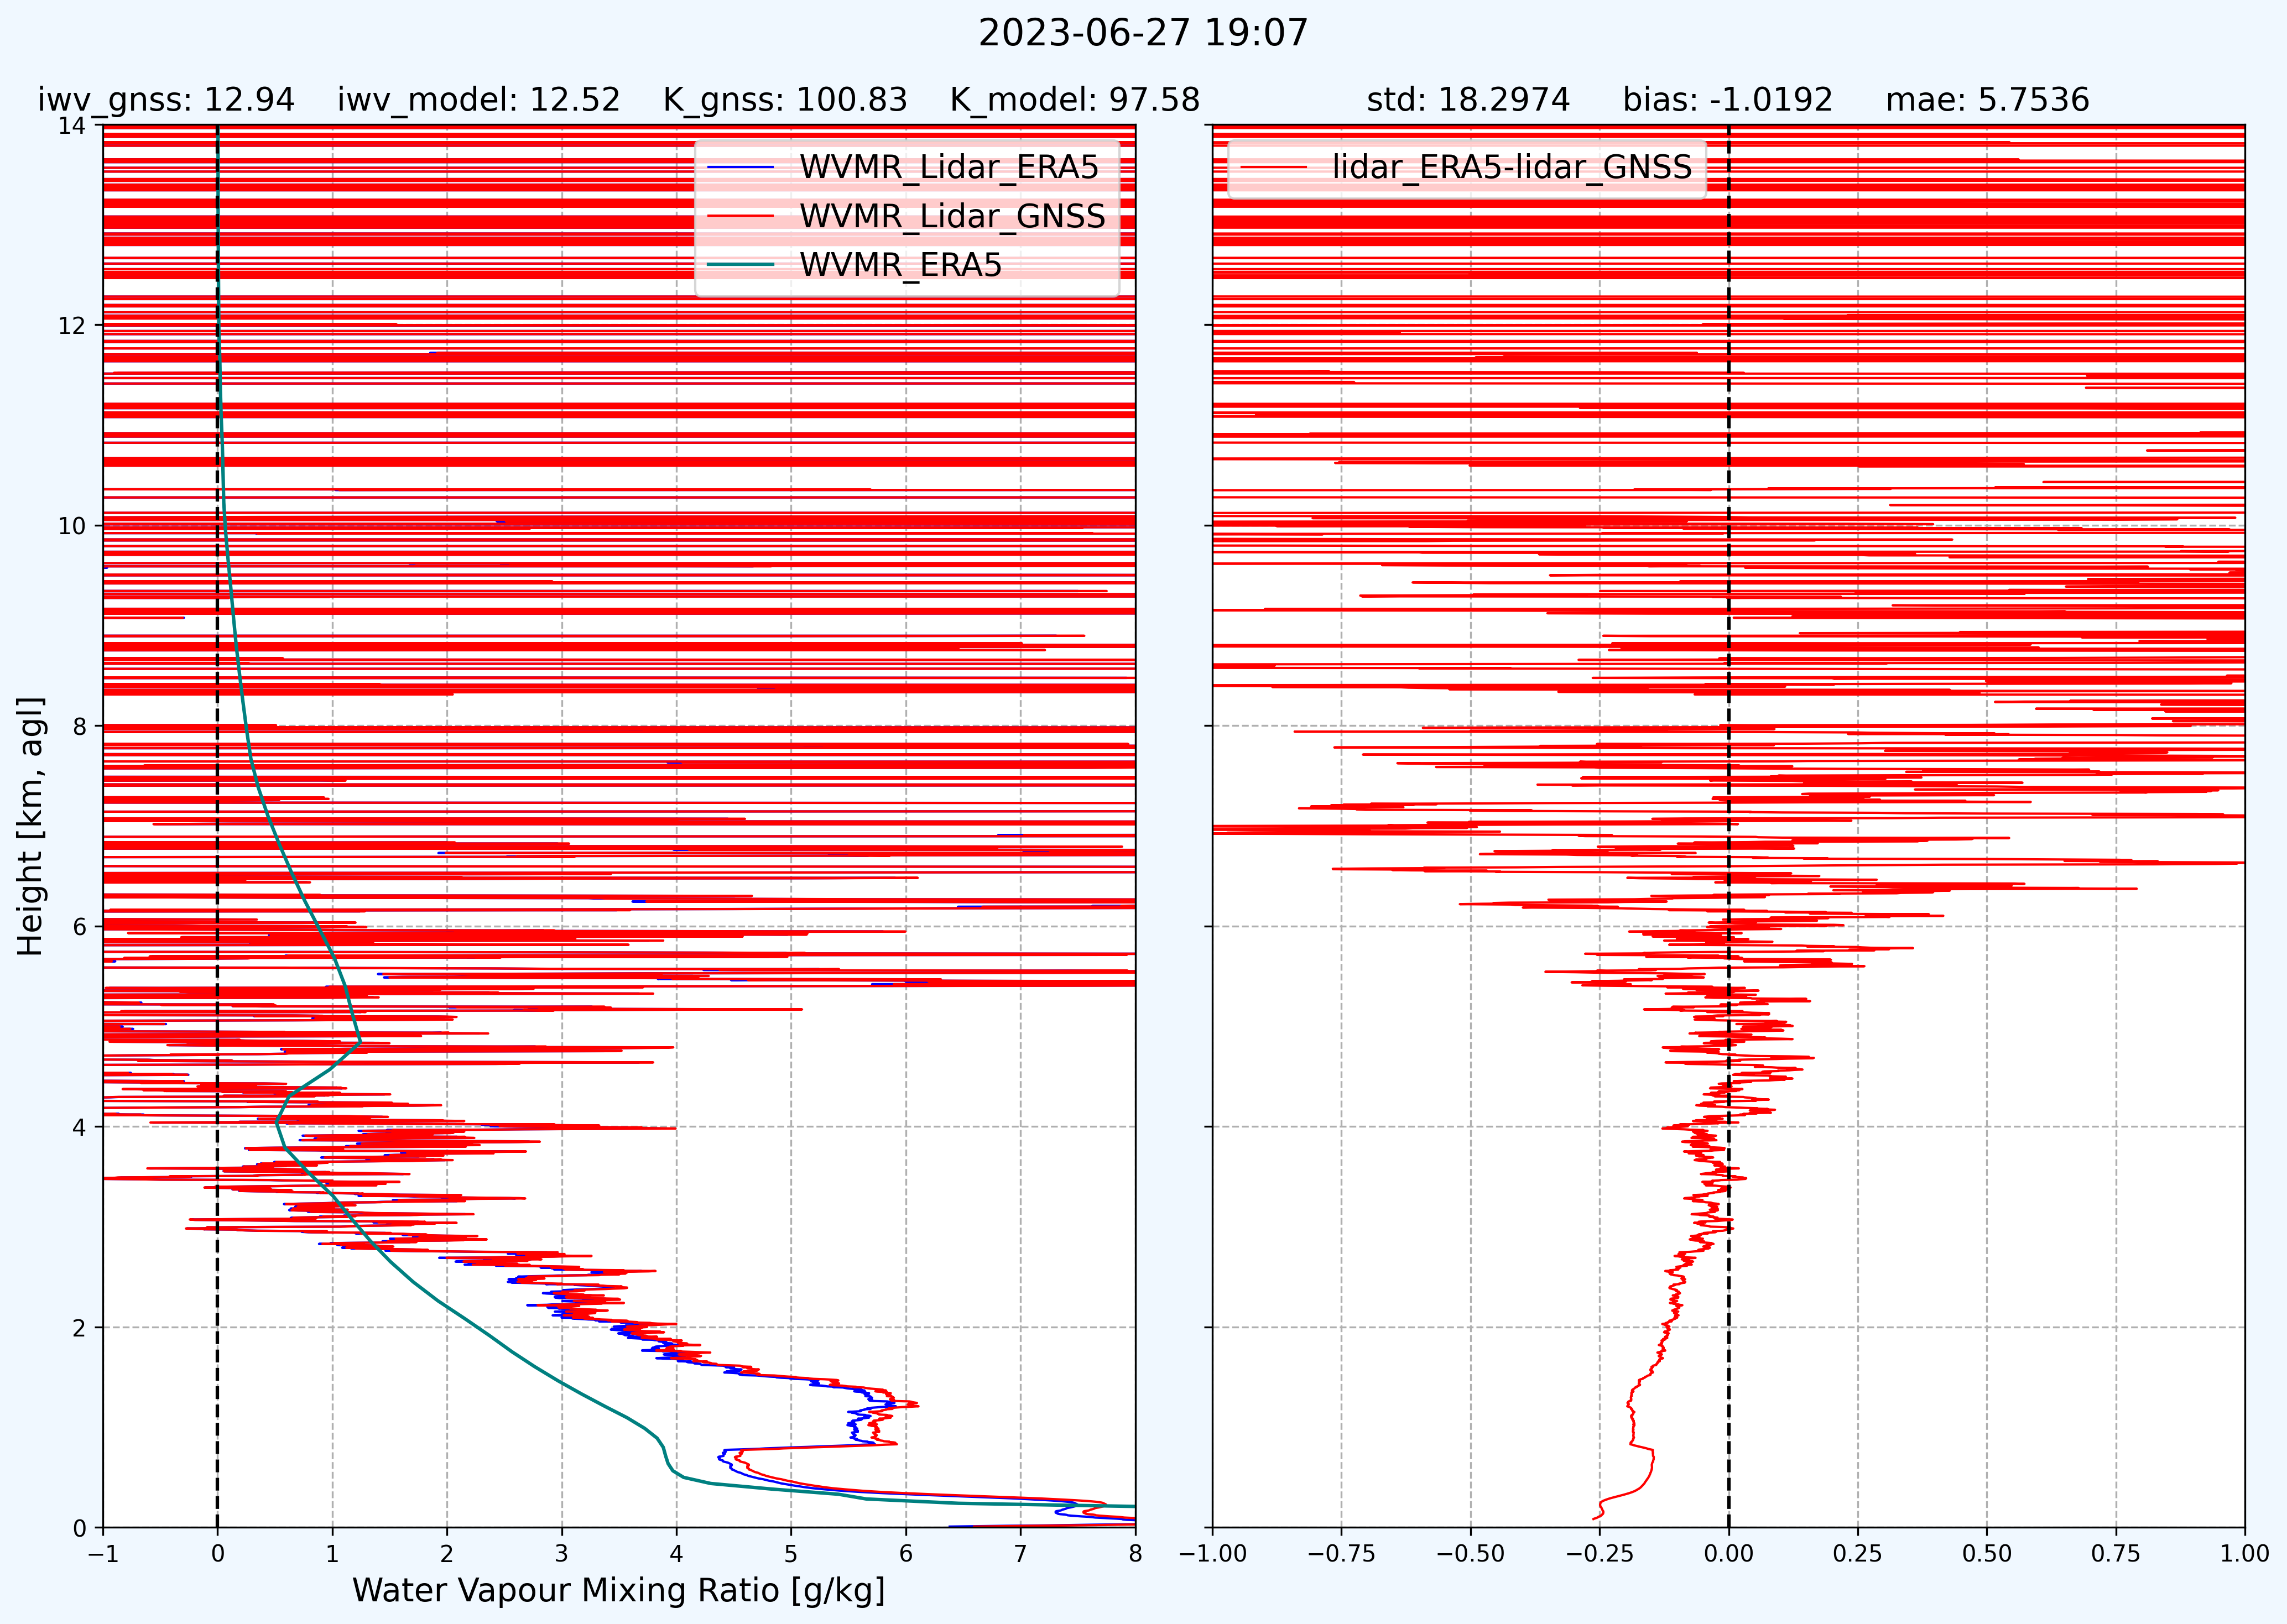 2023-06-27 19:07
iwv_gnss: 12.94 iwv_model: 12.52 K_gnss: 100.83 K_model: 97.58
std: 18.2974 bias: -1.0192 mae: 5.7536
WVMR_Lidar_ERA5
WVMR_Lidar_GNSS
WVMR_ERA5
lidar_ERA5-lidar_GNSS
Height [km, agl]
14
12
10
8
6
4
2
0
−1 0 1 2 3 4 5 6 7 8
Water Vapour Mixing Ratio [g/kg]
−1.00 −0.75 −0.50 −0.25 0.00 0.25 0.50 0.75 1.00